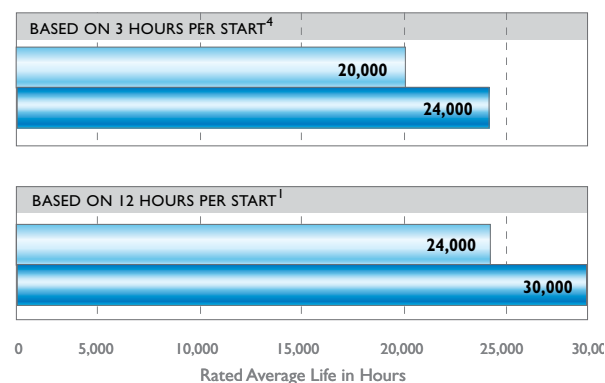 BASED ON 3 HOURS PER START4
20,000
24,000
BASED ON 12 HOURS PER START1
24,000
30,000
0 5,000 10,000 15,000 20,000 25,000 30,00
Rated Average Life in Hours